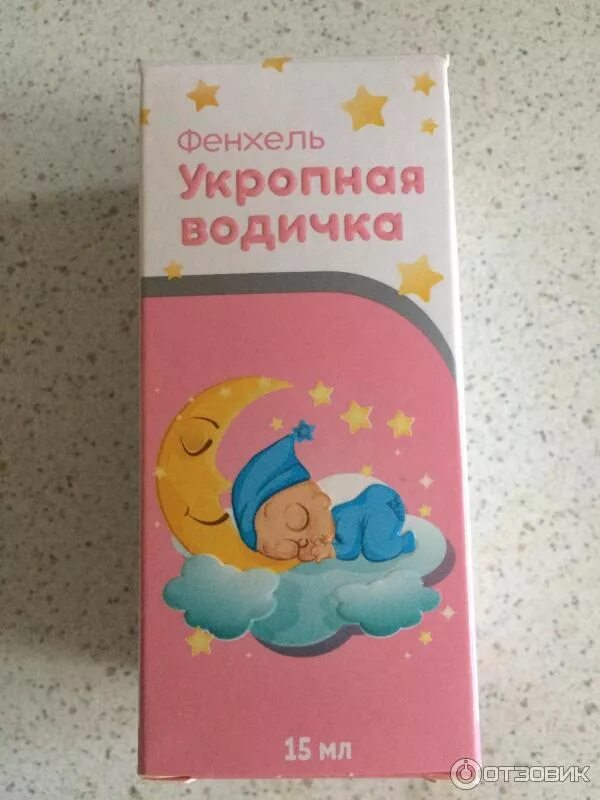 Фенхель
Укропная
водичка
15 мл
ОТЗОВИК